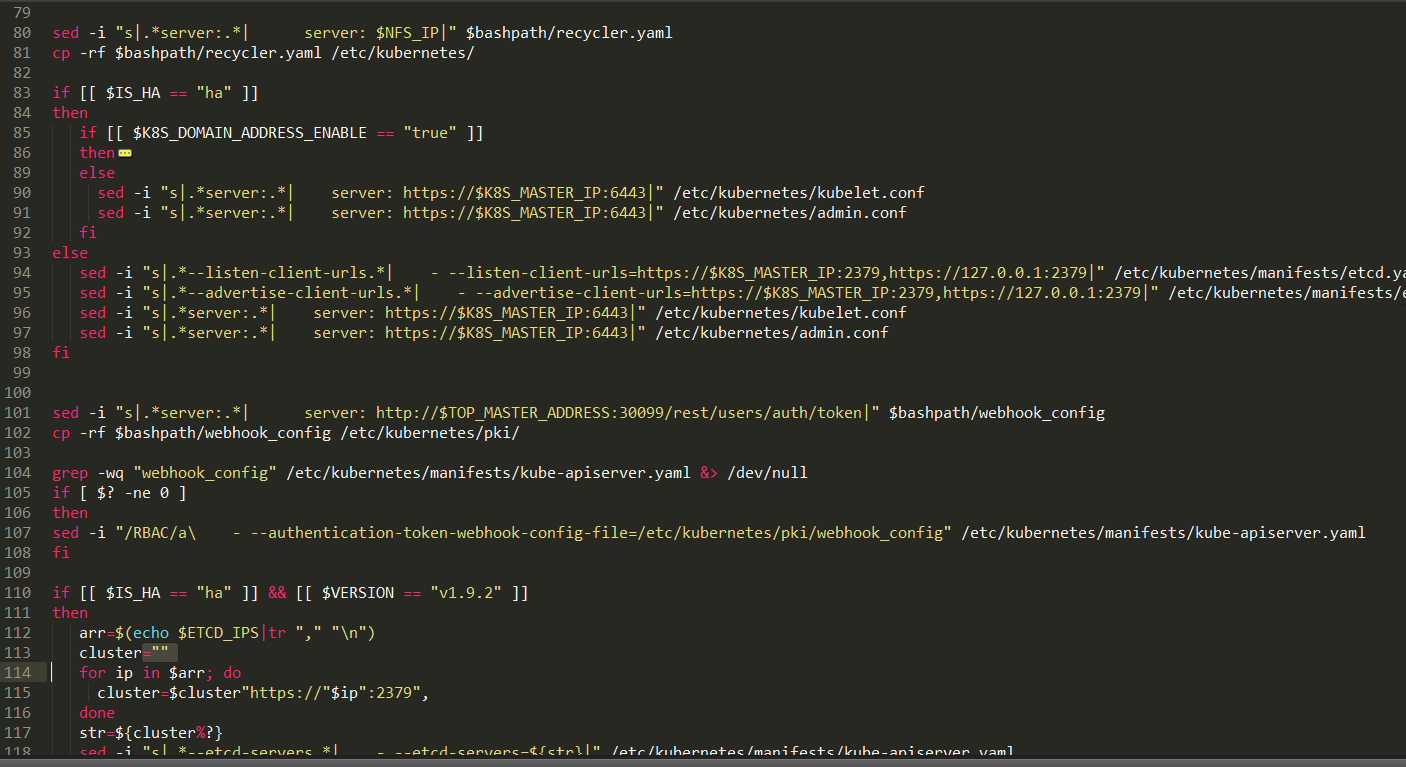 79
80 sed -i "s|.*server:.*|      server: $NFS_IP|" $bashpath/recycler.yaml
81 cp -rf $bashpath/recycler.yaml /etc/kubernetes/
82
83 if [[ $IS_HA == "ha" ]]
84 then
85    if [[ $K8S_DOMAIN_ADDRESS_ENABLE == "true" ]]
86    then
89    else
90      sed -i "s|.*server:.*|    server: https://$K8S_MASTER_IP:6443|" /etc/kubernetes/kubelet.conf
91      sed -i "s|.*server:.*|    server: https://$K8S_MASTER_IP:6443|" /etc/kubernetes/admin.conf
92    fi
93 else
94    sed -i "s|.*--listen-client-urls.*|    - --listen-client-urls=https://$K8S_MASTER_IP:2379,https://127.0.0.1:2379|" /etc/kubernetes/manifests/etcd.ya
95    sed -i "s|.*--advertise-client-urls.*|    - --advertise-client-urls=https://$K8S_MASTER_IP:2379,https://127.0.0.1:2379|" /etc/kubernetes/manifests/e
96    sed -i "s|.*server:.*|    server: https://$K8S_MASTER_IP:6443|" /etc/kubernetes/kubelet.conf
97    sed -i "s|.*server:.*|    server: https://$K8S_MASTER_IP:6443|" /etc/kubernetes/admin.conf
98 fi
99
100
101 sed -i "s|.*server:.*|      server: http://$TOP_MASTER_ADDRESS:30099/rest/users/auth/token|" $bashpath/webhook_config
102 cp -rf $bashpath/webhook_config /etc/kubernetes/pki/
103
104 grep -wq "webhook_config" /etc/kubernetes/manifests/kube-apiserver.yaml &> /dev/null
105 if [ $? -ne 0 ]
106 then
107 sed -i "/RBAC/a\    - --authentication-token-webhook-config-file=/etc/kubernetes/pki/webhook_config" /etc/kubernetes/manifests/kube-apiserver.yaml
108 fi
109
110 if [[ $IS_HA == "ha" ]] && [[ $VERSION == "v1.9.2" ]]
111 then
112    arr=$(echo $ETCD_IPS|tr "," "\n")
113    cluster=""
114    for ip in $arr; do
115      cluster=$cluster"https://"$ip":2379",
116    done
117    str=${cluster%?}
118    sed -i "s|.*--etcd-servers.*|    - --etcd-servers=${str}|" /etc/kubernetes/manifests/kube-apiserver.yaml